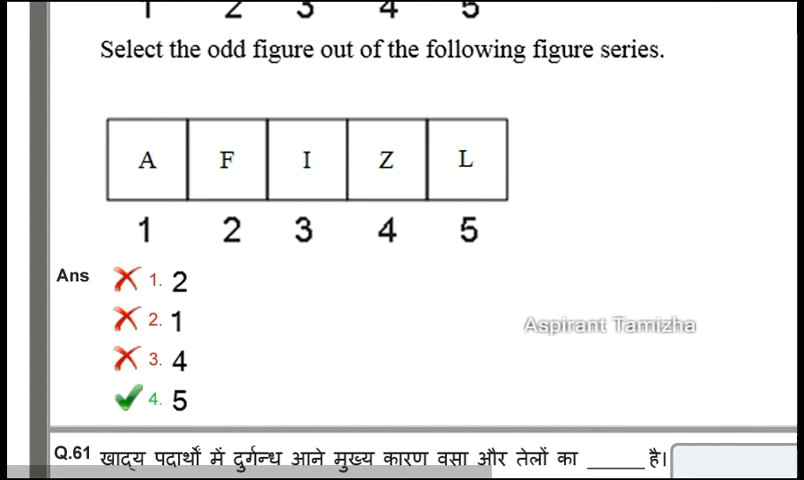 1 2 3 4 5
Select the odd figure out of the following figure series.
A F I Z L
1 2 3 4 5
Ans
1. 2
2. 1
3. 4
4. 5
Aspirant Tamizha
Q.61 खाद्य पदार्थों में दुर्गन्ध आने मुख्य कारण वसा और तेलों का ______ है।